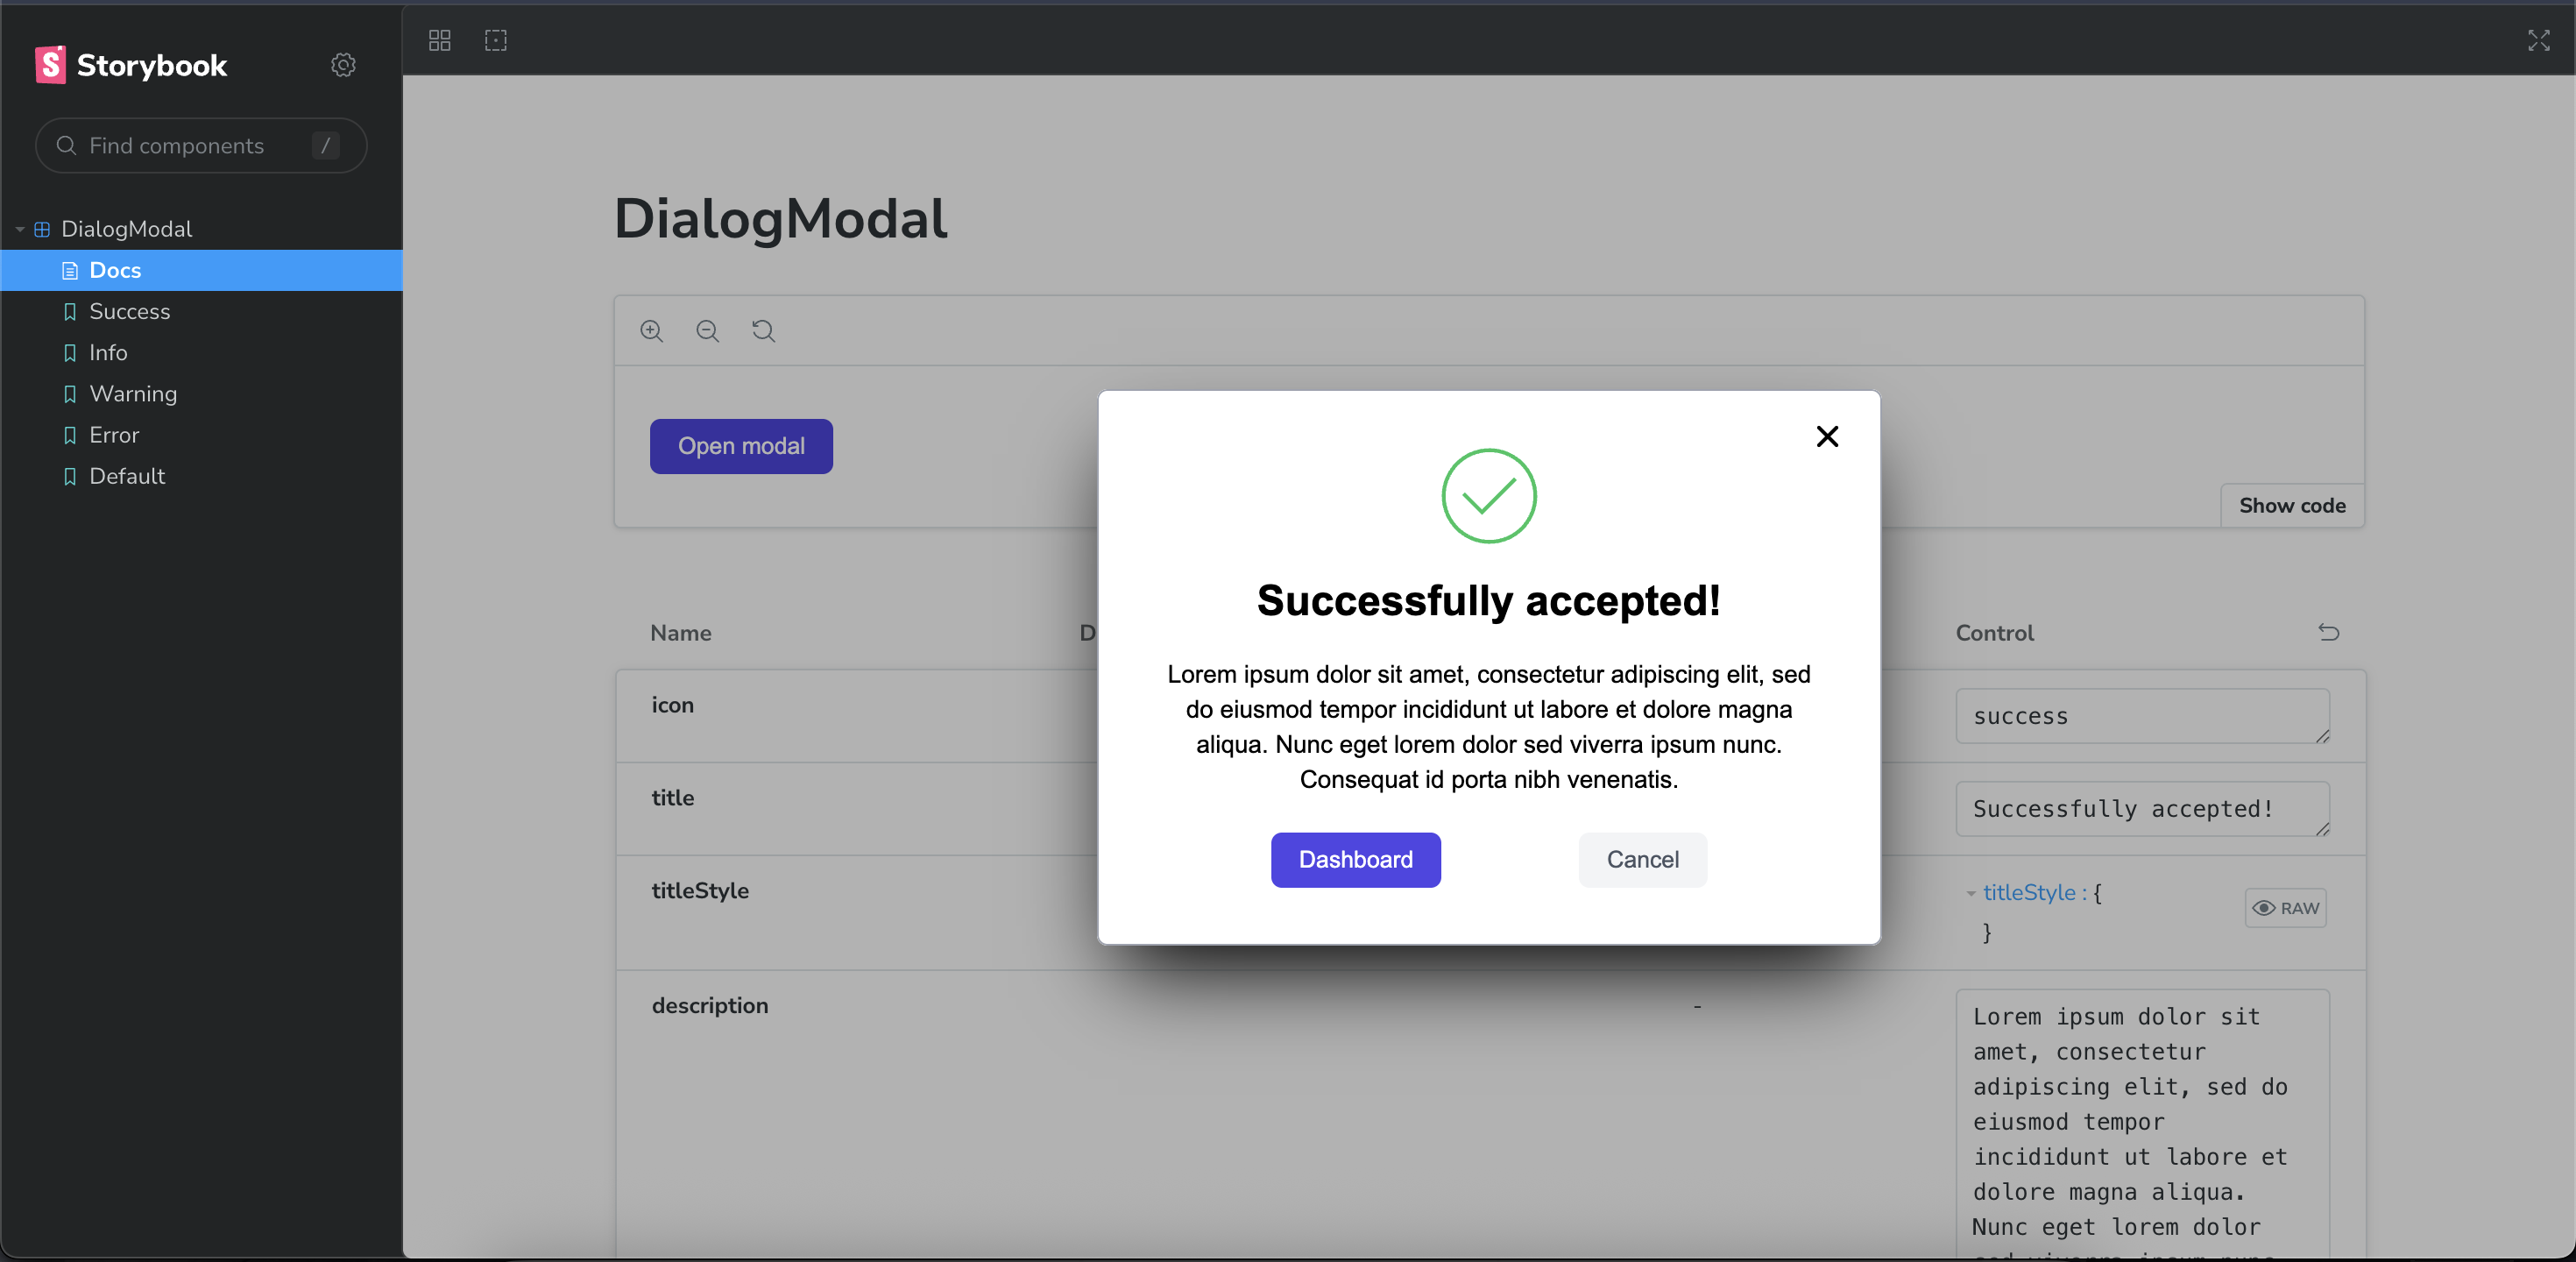 Storybook
Find components /
DialogModal
Docs
Success
Info
Warning
Error
Default
DialogModal
Open modal
Show code
Name
D
Control
icon
success
title
Successfully accepted!
titleStyle
titleStyle : {
}
RAW
description
-
Lorem ipsum dolor sit
amet, consectetur
adipiscing elit, sed do
eiusmod tempor
incididunt ut labore et
dolore magna aliqua.
Nunc eget lorem dolor
sed viverra ipsum nunc.
Successfully accepted!
Lorem ipsum dolor sit amet, consectetur adipiscing elit, sed
do eiusmod tempor incididunt ut labore et dolore magna
aliqua. Nunc eget lorem dolor sed viverra ipsum nunc.
Consequat id porta nibh venenatis.
Dashboard
Cancel